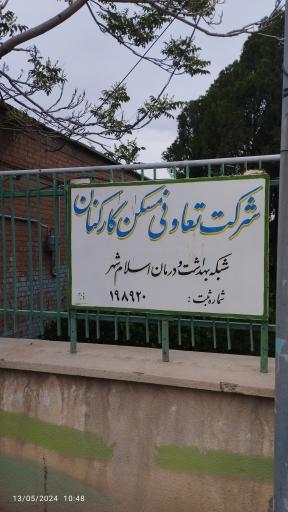 شرکت تعاونی مسکن کارکنان
شبکه بهداشت و درمان اسلام شهر
شماره ثبت : ۱۹۸۹۲۰
13/05/2024 10:48